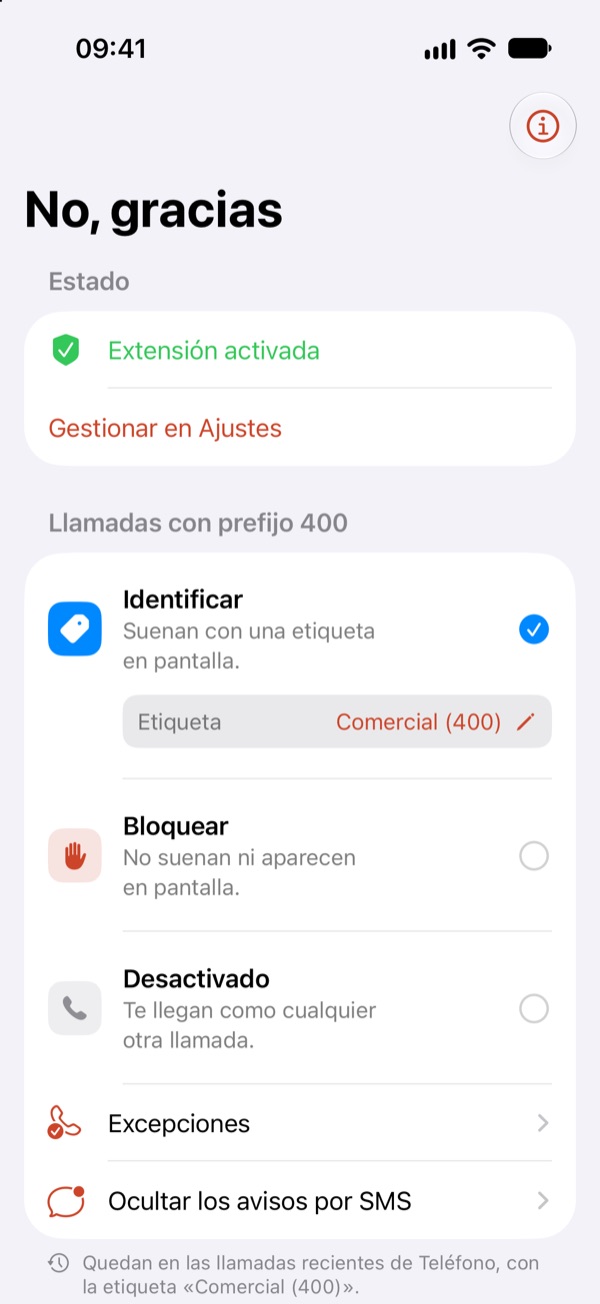 09:41
No, gracias
Estado
Extensión activada
Gestionar en Ajustes
Llamadas con prefijo 400
Identificar
Suenan con una etiqueta
en pantalla.
Etiqueta Comercial (400)
Bloquear
No suenan ni aparecen
en pantalla.
Desactivado
Te llegan como cualquier
otra llamada.
Excepciones
Ocultar los avisos por SMS
Quedan en las llamadas recientes de Teléfono, con
la etiqueta «Comercial (400)».